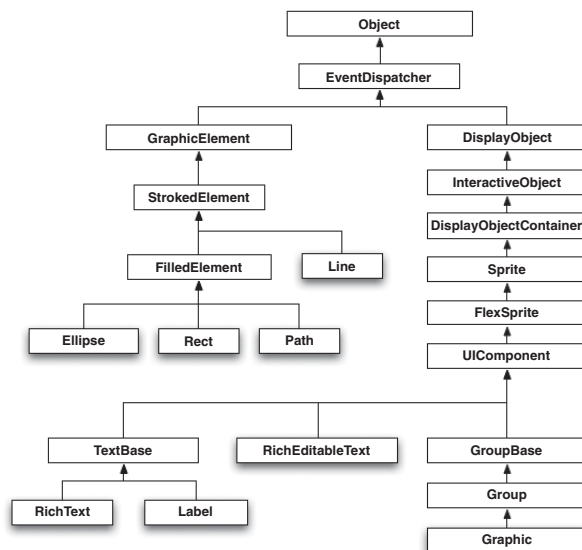 Object
EventDispatcher
GraphicElement
DisplayObject
StrokedElement
InteractiveObject
DisplayObjectContainer
FilledElement
Line
Sprite
FlexSprite
Ellipse
Rect
Path
UIComponent
TextBase
RichEditableText
GroupBase
Group
RichText
Label
Graphic